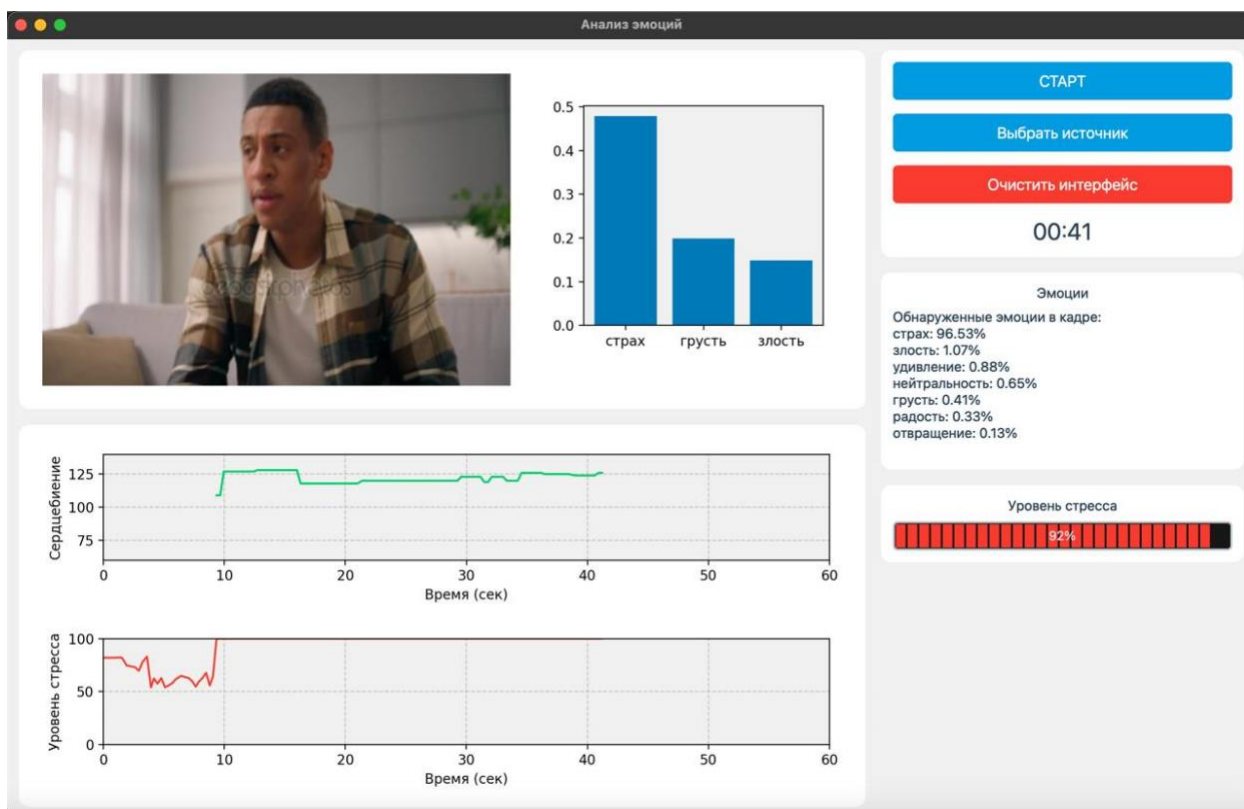 Анализ эмоций
depositphotos
0.5
0.4
0.3
0.2
0.1
0.0
страх грусть злость
СТАРТ
Выбрать источник
Очистить интерфейс
00:41
Эмоции
Обнаруженные эмоции в кадре:
страх: 96.53%
злость: 1.07%
удивление: 0.88%
нейтральность: 0.65%
грусть: 0.41%
радость: 0.33%
отвращение: 0.13%
Уровень стресса
92%
Сердцебиение
125
100
75
0 10 20 30 40 50 60
Время (сек)
Уровень стресса
100
50
0
0 10 20 30 40 50 60
Время (сек)